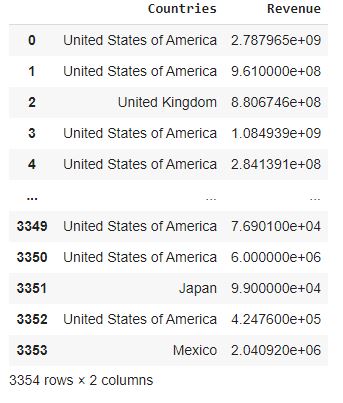 Countries Revenue
0 United States of America 2.787965e+09
1 United States of America 9.610000e+08
2 United Kingdom 8.806746e+08
3 United States of America 1.084939e+09
4 United States of America 2.841391e+08
... ... ...
3349 United States of America 7.690100e+04
3350 United States of America 6.000000e+06
3351 Japan 9.900000e+04
3352 United States of America 4.247600e+05
3353 Mexico 2.040920e+06
3354 rows × 2 columns